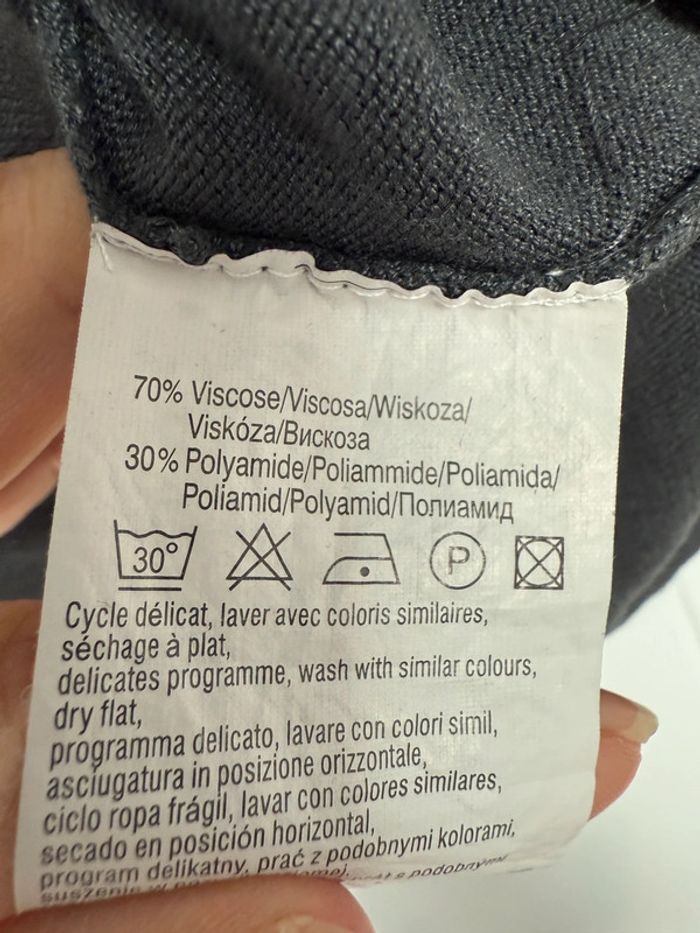 70% Viscose/Viscosa/Wiskoza/
Viskóza/Вискоза
30% Polyamide/Poliammide/Poliamida/
Poliamid/Polyamid/Полиамид
30°
P
Cycle délicat, laver avec coloris similaires,
séchage à plat,
delicates programme, wash with similar colours,
dry flat,
programma delicato, lavare con colori simil,
asciugatura in posizione orizzontale,
ciclo ropa frágil, lavar con colores similares,
secado en posición horizontal,
program delikatny, prać z podobnymi kolorami,